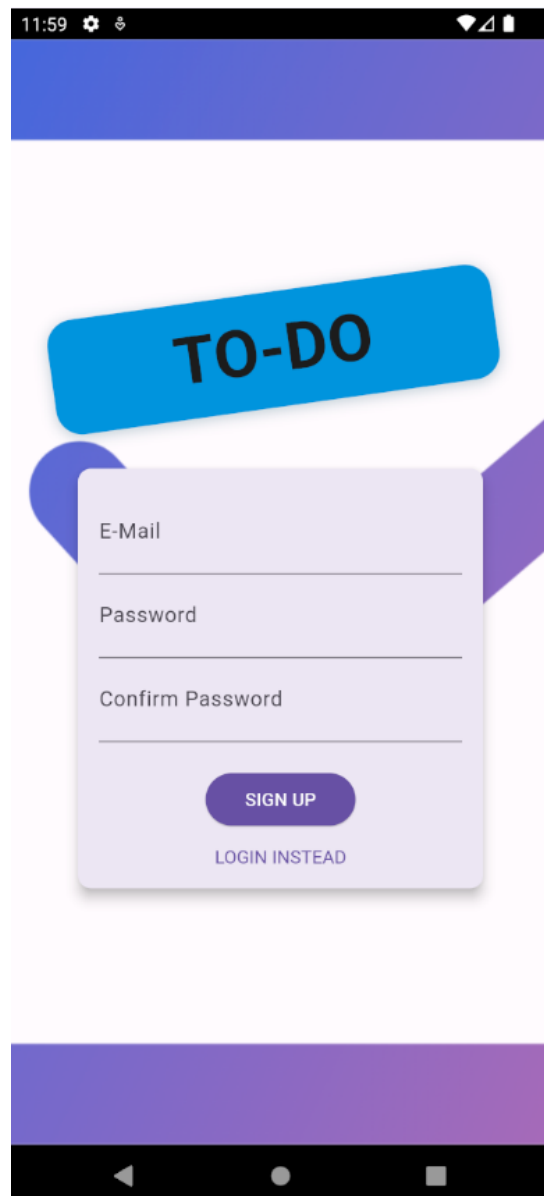 11:59
TO-DO
E-Mail
Password
Confirm Password
SIGN UP
LOGIN INSTEAD